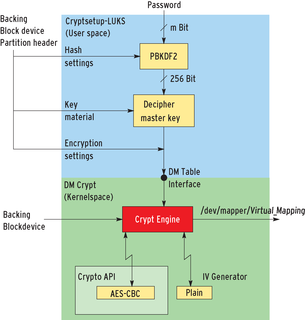 Password
Backing
Block device
Partition header
Cryptsetup-LUKS
(User space)
m Bit
Hash
settings
PBKDF2
256 Bit
Key
material
Decipher
master key
Encryption
settings
DM Table
Interface
DM Crypt
(Kernelspace)
Backing
Blockdevice
Crypt Engine
/dev/mapper/Virtual_Mapping
Crypto API
IV Generator
AES-CBC
Plain